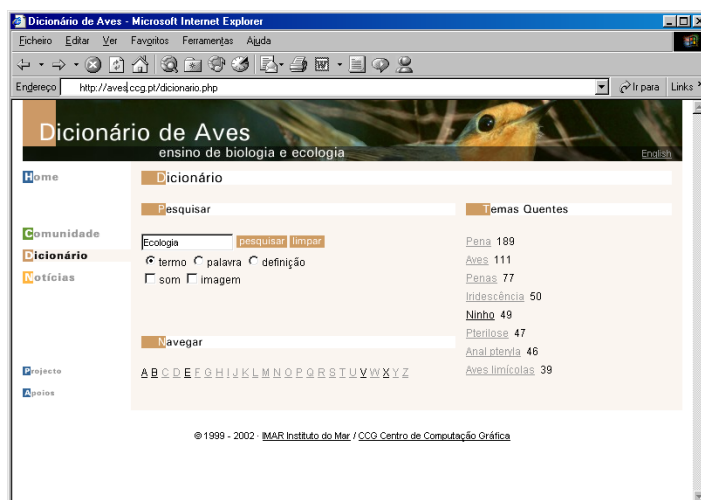 Dicionário de Aves - Microsoft Internet Explorer
Ficheiro Editar Ver Favoritos Ferramentas Ajuda
Endereço http://aves.ccg.pt/dicionario.php Ir para Links
Dicionário de Aves
ensino de biologia e ecologia
English
Home
Comunidade
Dicionário
Notícias
Projecto
Apoios
Dicionário
Pesquisar
Ecologia pesquisar limpar
termo palavra definição
som imagem
Navegar
A B C D E F G H I J K L M N O P Q R S T U V W X Y Z
Temas Quentes
Pena 189
Aves 111
Penas 77
Iridescência 50
Ninho 49
Pterilose 47
Anal pteryla 46
Aves limícolas 39
© 1999 - 2002 · IMAR Instituto do Mar / CCG Centro de Computação Gráfica